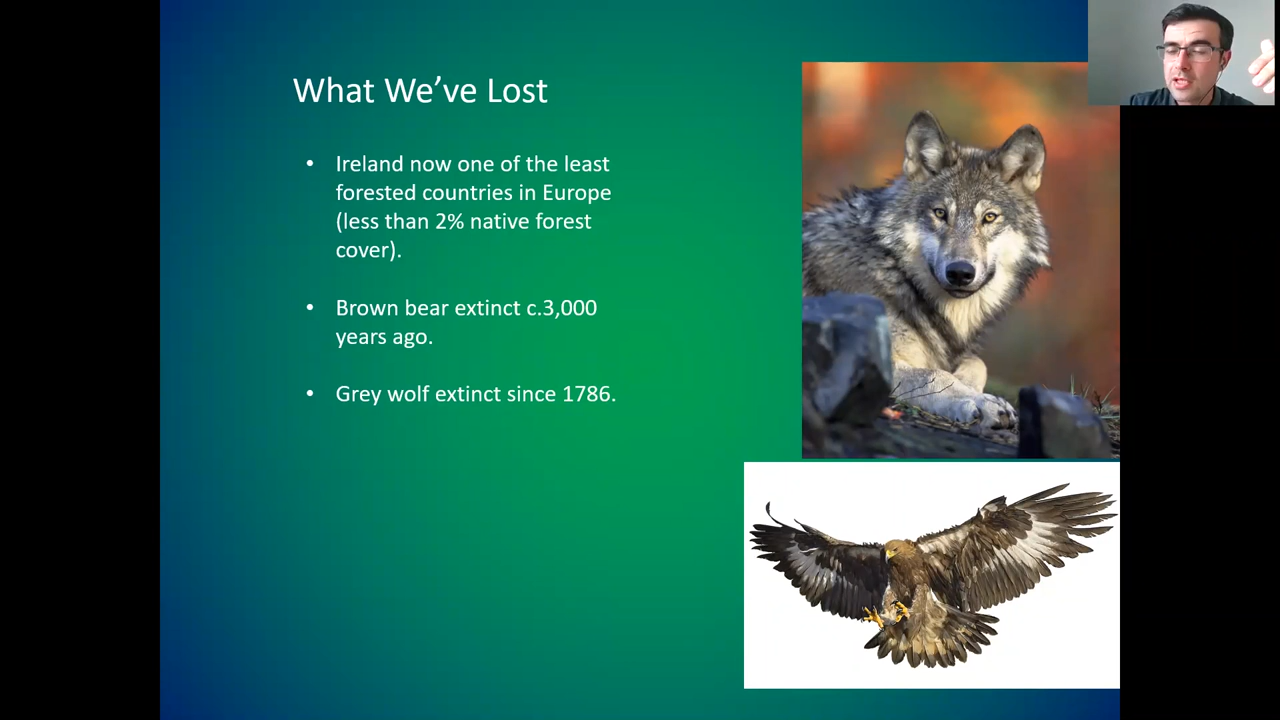 What We’ve Lost
• Ireland now one of the least
forested countries in Europe
(less than 2% native forest
cover).
• Brown bear extinct c.3,000
years ago.
• Grey wolf extinct since 1786.